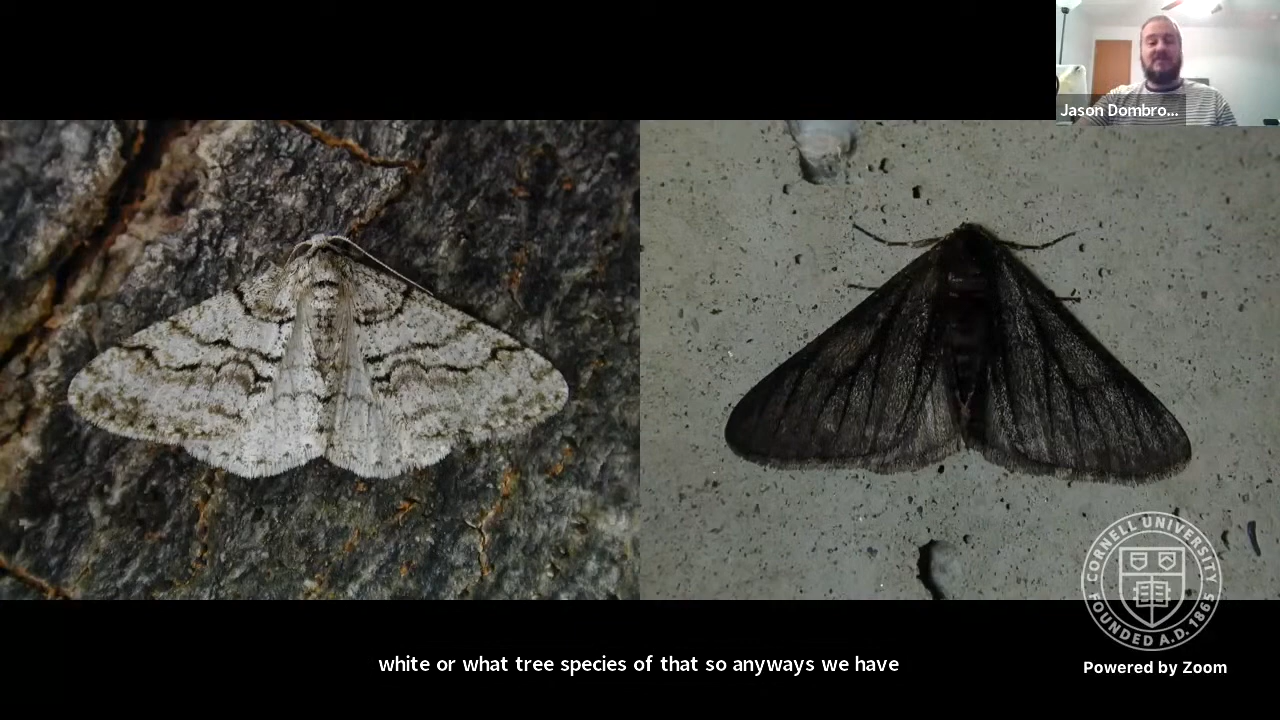 Jason Dombro...
CORNELL UNIVERSITY
FOUNDED A.D. 1865
white or what tree species of that so anyways we have
Powered by Zoom